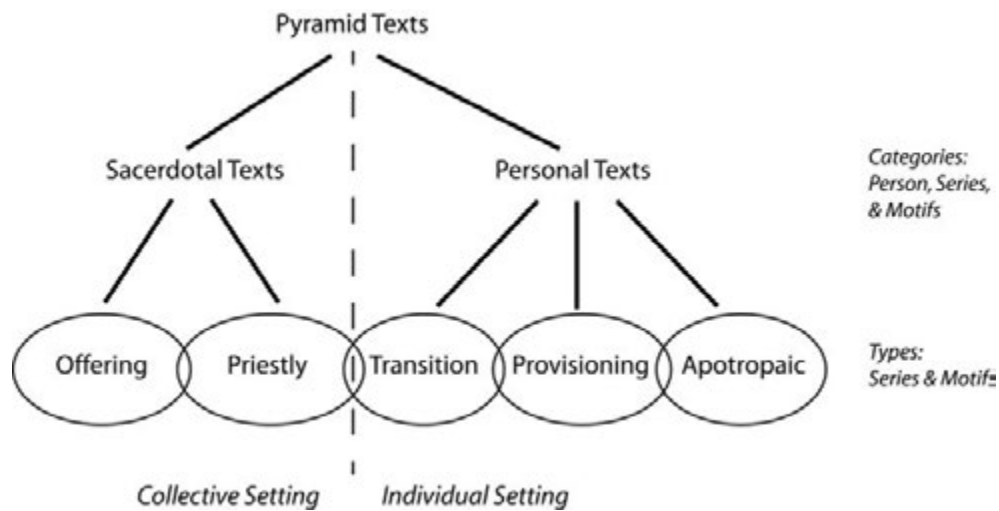 Pyramid Texts
Sacerdotal Texts
Personal Texts
Categories:
Person, Series,
& Motifs
Offering
Priestly
Transition
Provisioning
Apotropaic
Types:
Series & Motifs
Collective Setting
Individual Setting